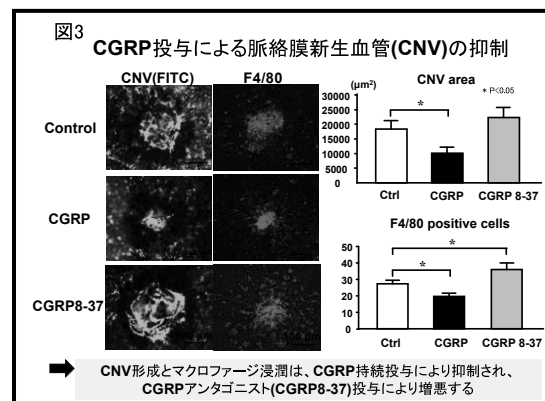 図3
CGRP投与による脈絡膜新生血管(CNV)の抑制
CNV(FITC)
F4/80
Control
CGRP
CGRP8-37
CNV area
(μm²)
* P<0.05
30000
25000
20000
15000
10000
5000
0
*
Ctrl
CGRP
CGRP 8-37
F4/80 positive cells
50
40
30
20
10
0
*
*
Ctrl
CGRP
CGRP 8-37
100 μm
CNV形成とマクロファージ浸潤は、CGRP持続投与により抑制され、
CGRPアンタゴニスト(CGRP8-37)投与により増悪する